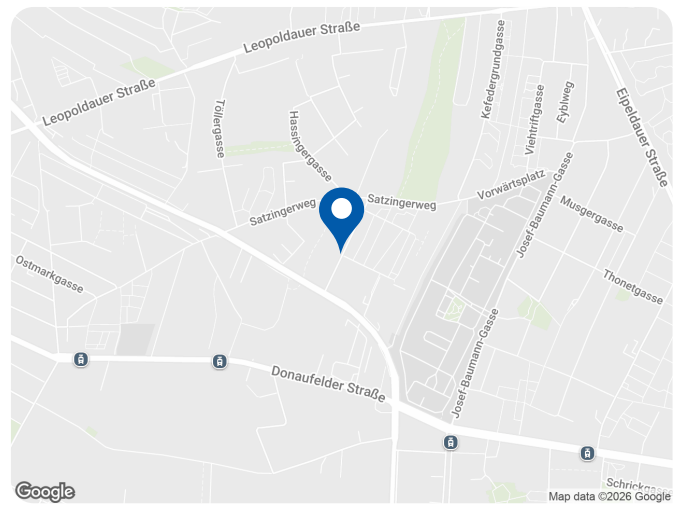 Leopoldauer Straße
Leopoldauer Straße
Kefedergrundgasse
Eyblweg
Viehtriftgasse
Eipeldauer Straße
Töllergasse
Hassingergasse
Satzingerweg
Satzingerweg
Vorwärtsplatz
Josef-Baumann-Gasse
Musgergasse
Ostmarkgasse
Thonetgasse
Josef-Baumann-Gasse
Donaufelder Straße
Schrickgasse
Google
Map data ©2026 Google